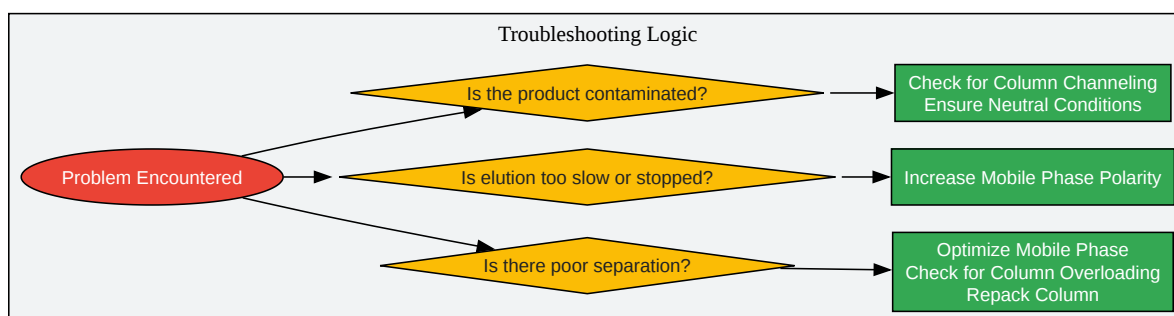 Troubleshooting Logic
Is the product contaminated?
Check for Column Channeling
Ensure Neutral Conditions
Problem Encountered
Is elution too slow or stopped?
Increase Mobile Phase Polarity
Is there poor separation?
Optimize Mobile Phase
Check for Column Overloading
Repack Column